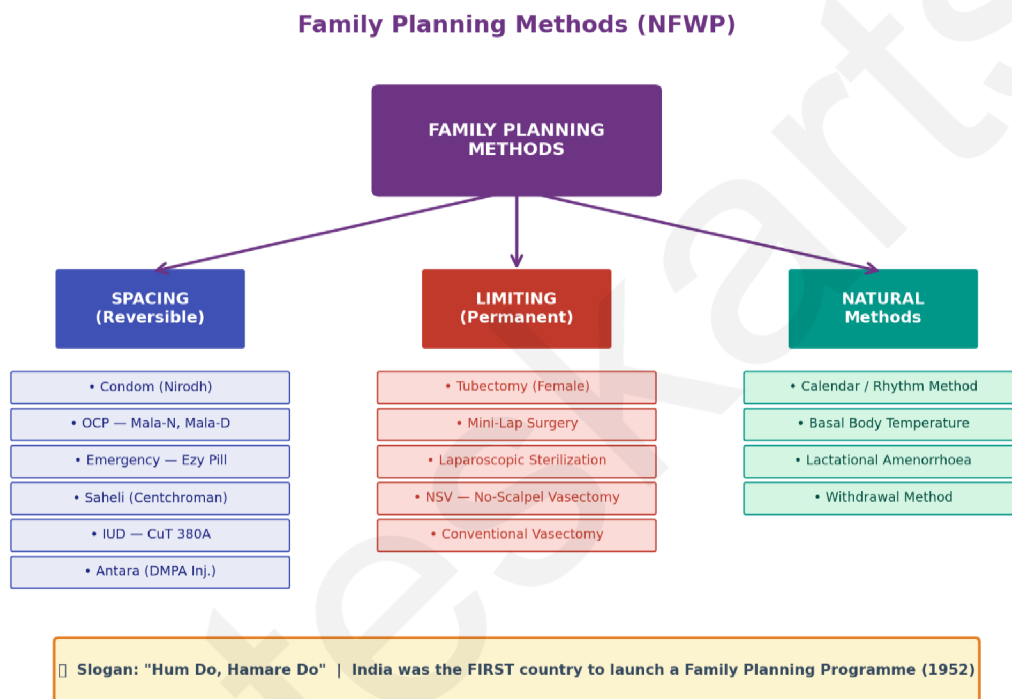 Family Planning Methods (NFWP)
FAMILY PLANNING
METHODS
SPACING
(Reversible)
• Condom (Nirodh)
• OCP — Mala-N, Mala-D
• Emergency — Ezy Pill
• Saheli (Centchroman)
• IUD — CuT 380A
• Antara (DMPA Inj.)
LIMITING
(Permanent)
• Tubectomy (Female)
• Mini-Lap Surgery
• Laparoscopic Sterilization
• NSV — No-Scalpel Vasectomy
• Conventional Vasectomy
NATURAL
Methods
• Calendar / Rhythm Method
• Basal Body Temperature
• Lactational Amenorrhoea
• Withdrawal Method
Slogan: "Hum Do, Hamare Do" | India was the FIRST country to launch a Family Planning Programme (1952)
teskarts